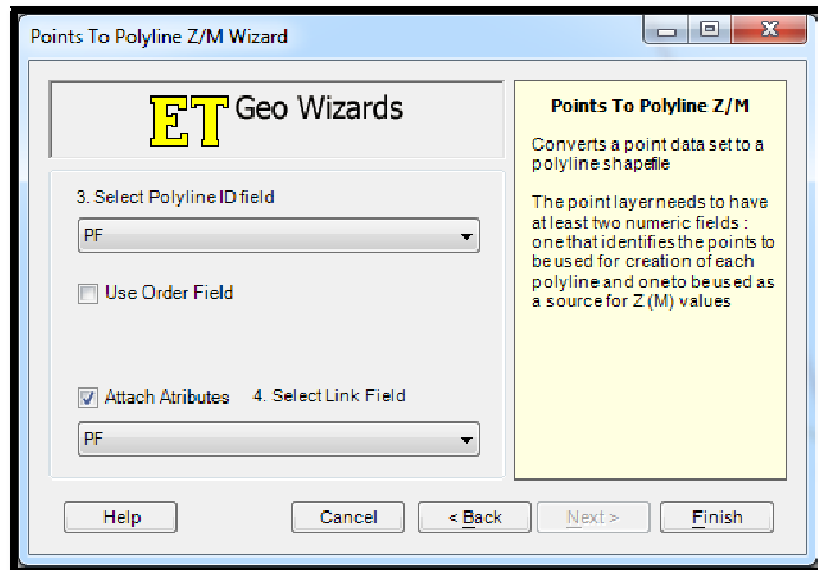 Points To Polyline Z/M Wizard
ET Geo Wizards
3. Select Polyline ID field
PF
Use Order Field
Attach Atributes 4. Select Link Field
PF
Points To Polyline Z/M
Converts a point data set to a
polyline shapefile
The point layer needs to have
at least two numeric fields :
one that identifies the points to
be used for creation of each
polyline and one to be used as
a source for Z (M) values
Help
Cancel
< Back
Next >
Finish